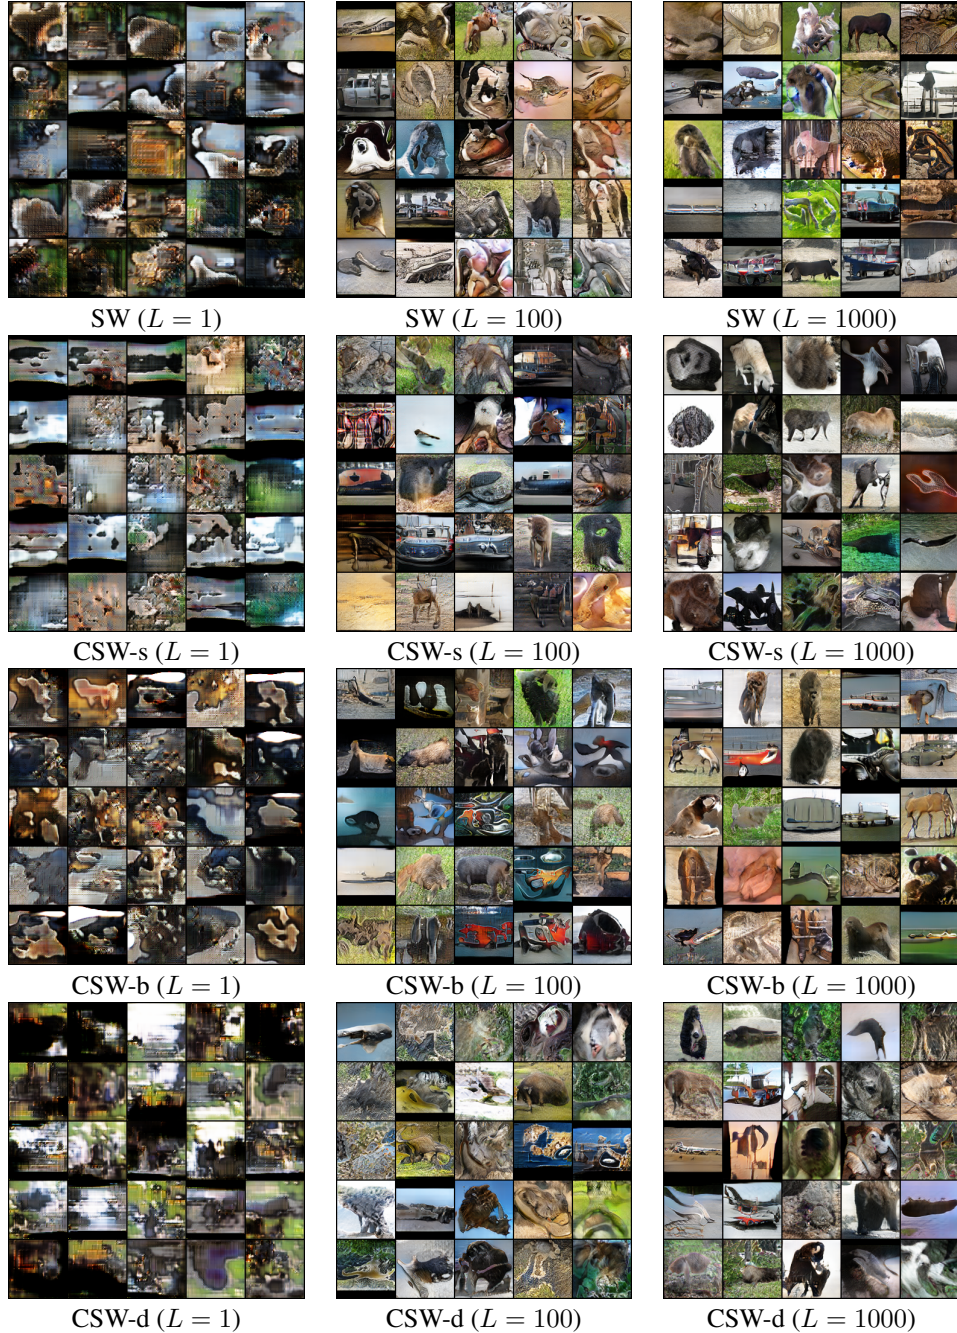 SW (L = 1) SW (L = 100) SW (L = 1000)
CSW-s (L = 1) CSW-s (L = 100) CSW-s (L = 1000)
CSW-b (L = 1) CSW-b (L = 100) CSW-b (L = 1000)
CSW-d (L = 1) CSW-d (L = 100) CSW-d (L = 1000)